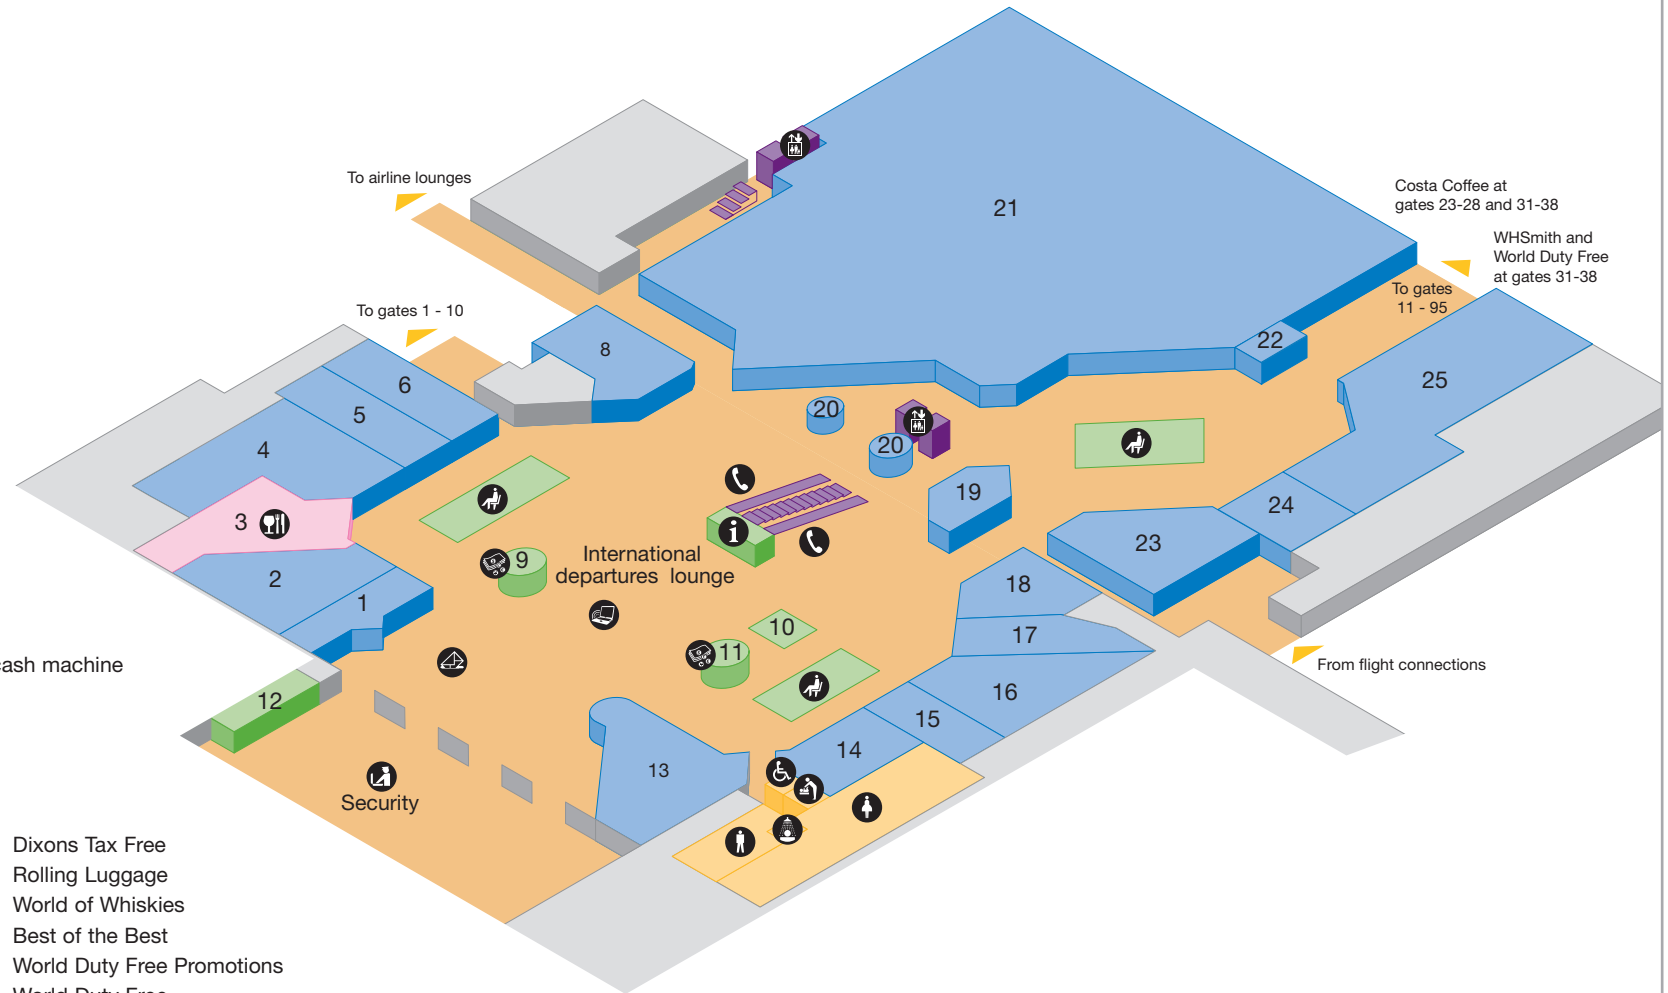 To airline lounges
21
Costa Coffee at
gates 23-28 and 31-38
WHSmith and
World Duty Free
at gates 31-38
To gates
11 - 95
To gates 1 - 10
8
22
6
25
5
20
4
20
19
3
24
i
23
9
International
departures lounge
2
18
1
10
17
11
cash machine
From flight connections
12
16
15
14
13
Security
Dixons Tax Free
Rolling Luggage
World of Whiskies
Best of the Best
World Duty Free Promotions
World Duty Free